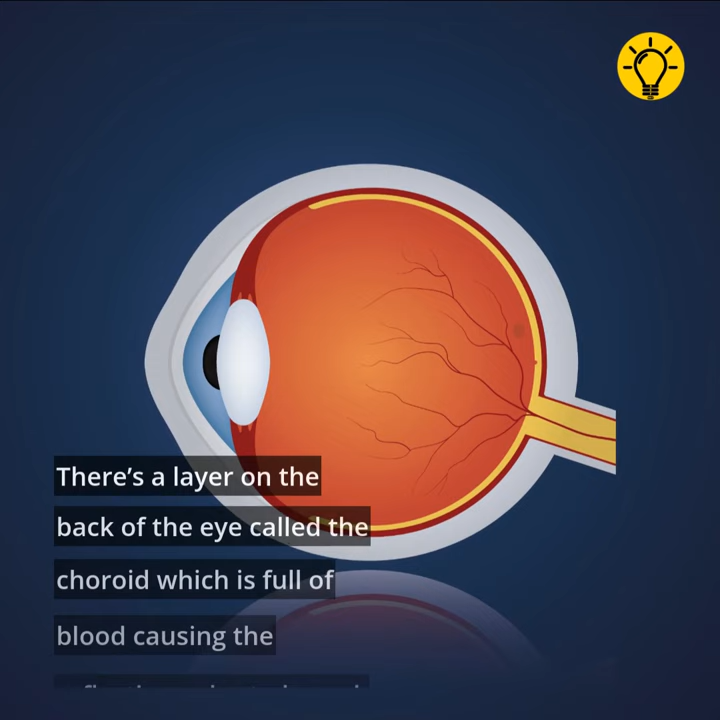 There’s a layer on the
back of the eye called the
choroid which is full of
blood causing the